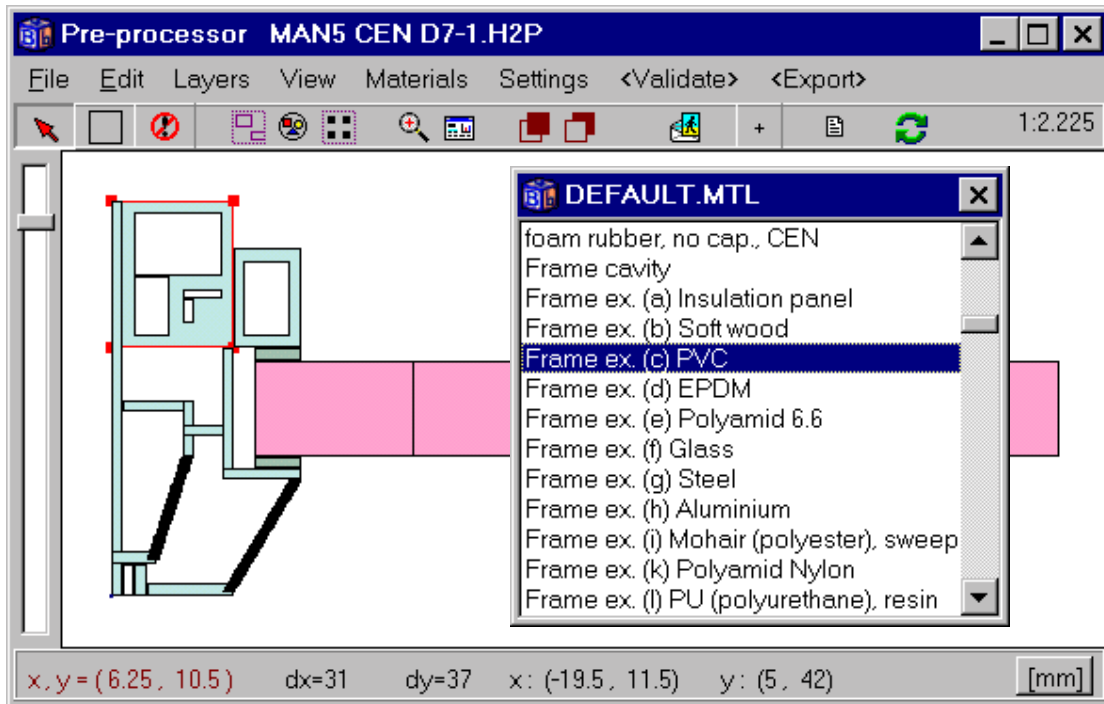 Pre-processor MAN5 CEN D7-1.H2P
File Edit Layers View Materials Settings <Validate> <Export>
+ 1:2.225
DEFAULT.MTL
foam rubber, no cap., CEN
Frame cavity
Frame ex. (a) Insulation panel
Frame ex. (b) Soft wood
Frame ex. (c) PVC
Frame ex. (d) EPDM
Frame ex. (e) Polyamid 6.6
Frame ex. (f) Glass
Frame ex. (g) Steel
Frame ex. (h) Aluminium
Frame ex. (i) Mohair (polyester), sweep
Frame ex. (k) Polyamid Nylon
Frame ex. (l) PU (polyurethane), resin
x, y = ( 6.25 , 10.5 ) dx=31 dy=37 x : (-19.5 , 11.5) y : (5 , 42) [mm]